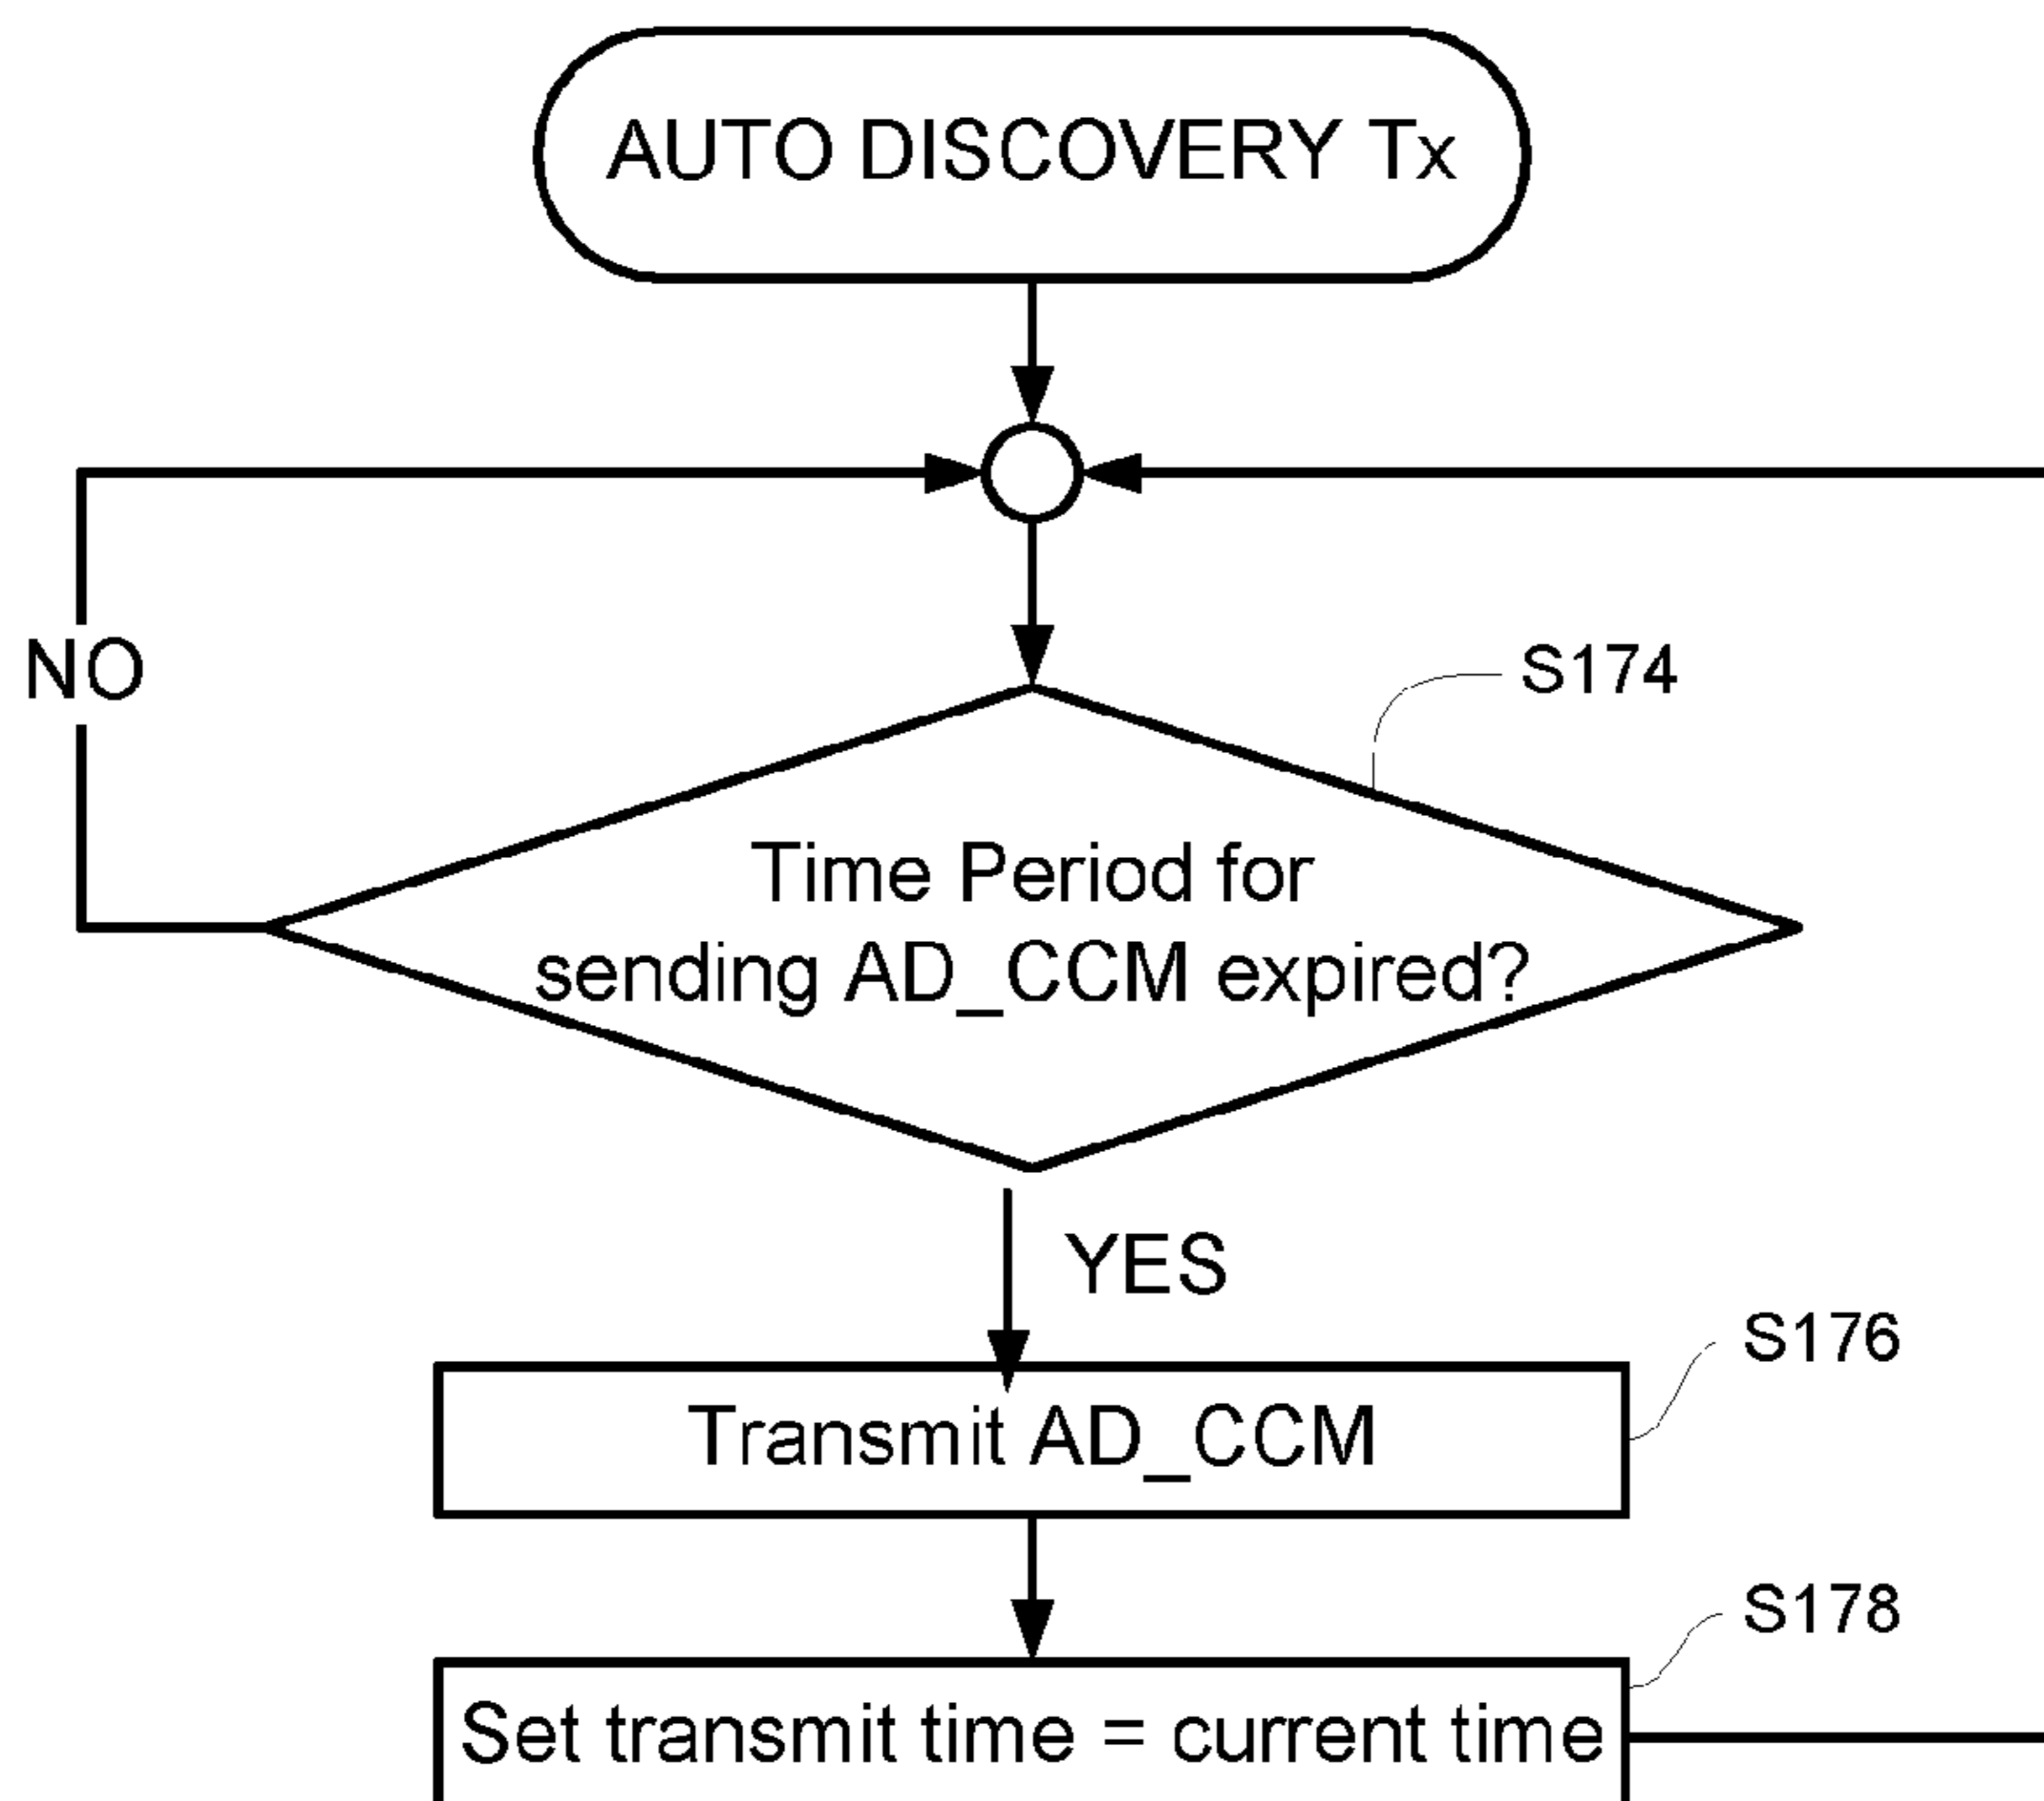 AUTO DISCOVERY Tx
NO
S174
Time Period for
sending AD_CCM expired?
YES
S176
Transmit AD_CCM
S178
Set transmit time = current time